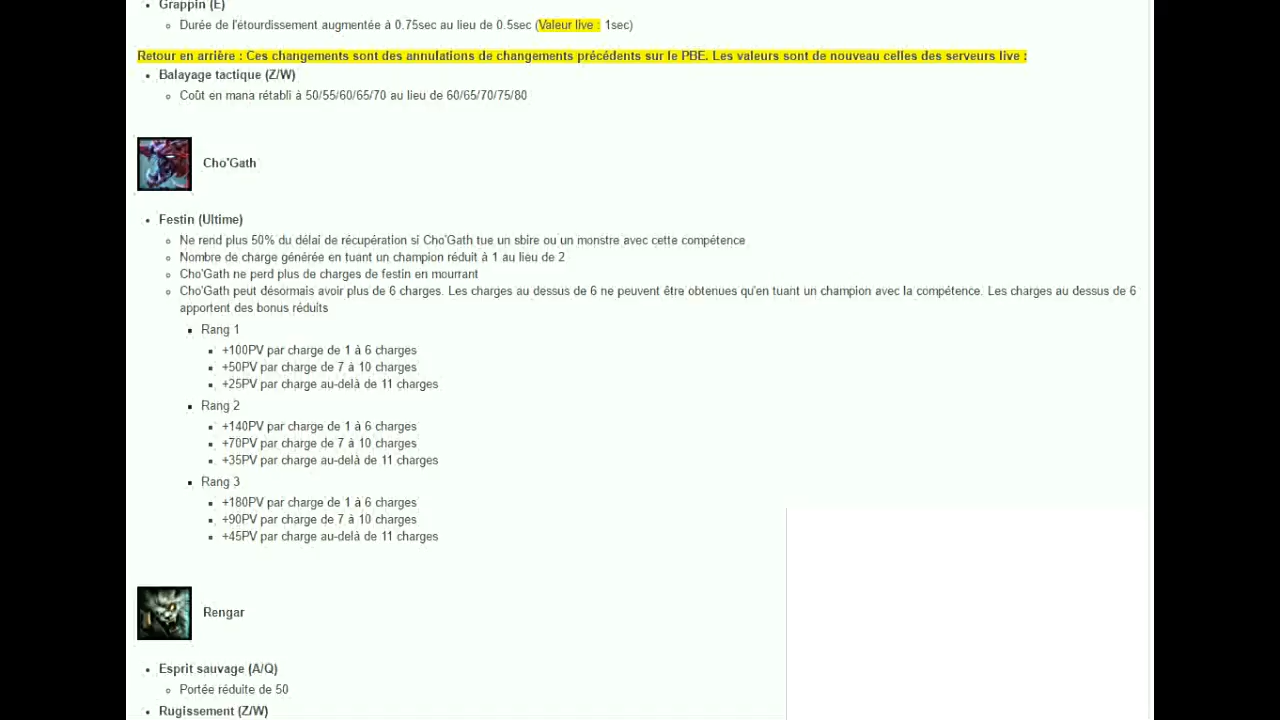 Grappin (E)
Durée de l'étourdissement augmentée à 0.75sec au lieu de 0.5sec (Valeur live : 1sec)
Retour en arrière : Ces changements sont des annulations de changements précédents sur le PBE. Les valeurs sont de nouveau celles des serveurs live :
Balayage tactique (Z/W)
Coût en mana rétabli à 50/55/60/65/70 au lieu de 60/65/70/75/80
Cho'Gath
Festin (Ultime)
Ne rend plus 50% du délai de récupération si Cho'Gath tue un sbire ou un monstre avec cette compétence
Nombre de charge générée en tuant un champion réduit à 1 au lieu de 2
Cho'Gath ne perd plus de charges de festin en mourrant
Cho'Gath peut désormais avoir plus de 6 charges. Les charges au dessus de 6 ne peuvent être obtenues qu'en tuant un champion avec la compétence. Les charges au dessus de 6
apportent des bonus réduits
Rang 1
+100PV par charge de 1 à 6 charges
+50PV par charge de 7 à 10 charges
+25PV par charge au-delà de 11 charges
Rang 2
+140PV par charge de 1 à 6 charges
+70PV par charge de 7 à 10 charges
+35PV par charge au-delà de 11 charges
Rang 3
+180PV par charge de 1 à 6 charges
+90PV par charge de 7 à 10 charges
+45PV par charge au-delà de 11 charges
Rengar
Esprit sauvage (A/Q)
Portée réduite de 50
Rugissement (Z/W)